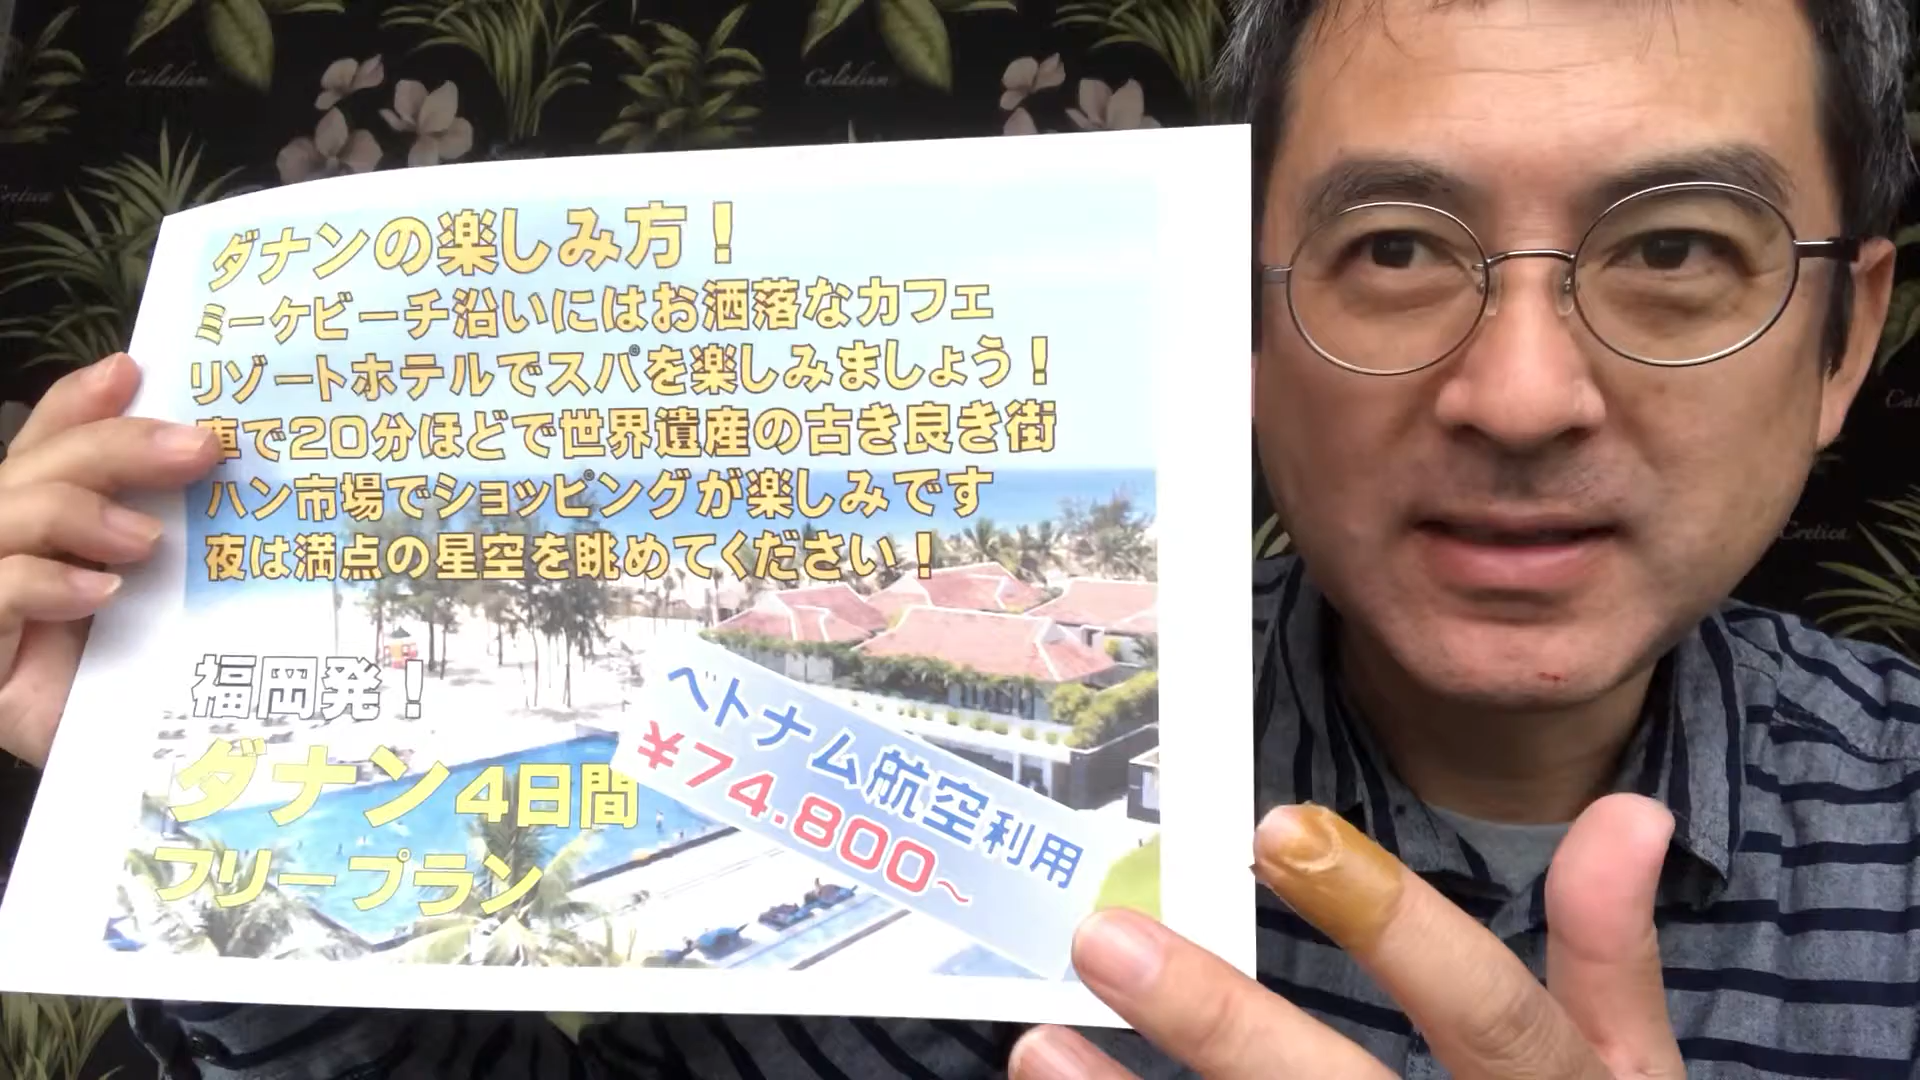 Caladium
Caladium
Cretica
ダナンの楽しみ方！
ミーケビーチ沿いにはお洒落なカフェ
リゾートホテルでスパを楽しみましょう！
車で20分ほどで世界遺産の古き良き街
ハン市場でショッピングが楽しみです
夜は満点の星空を眺めてください！
福岡発！
ダナン4日間
フリープラン
ベトナム航空利用
¥74.800～
Cretica